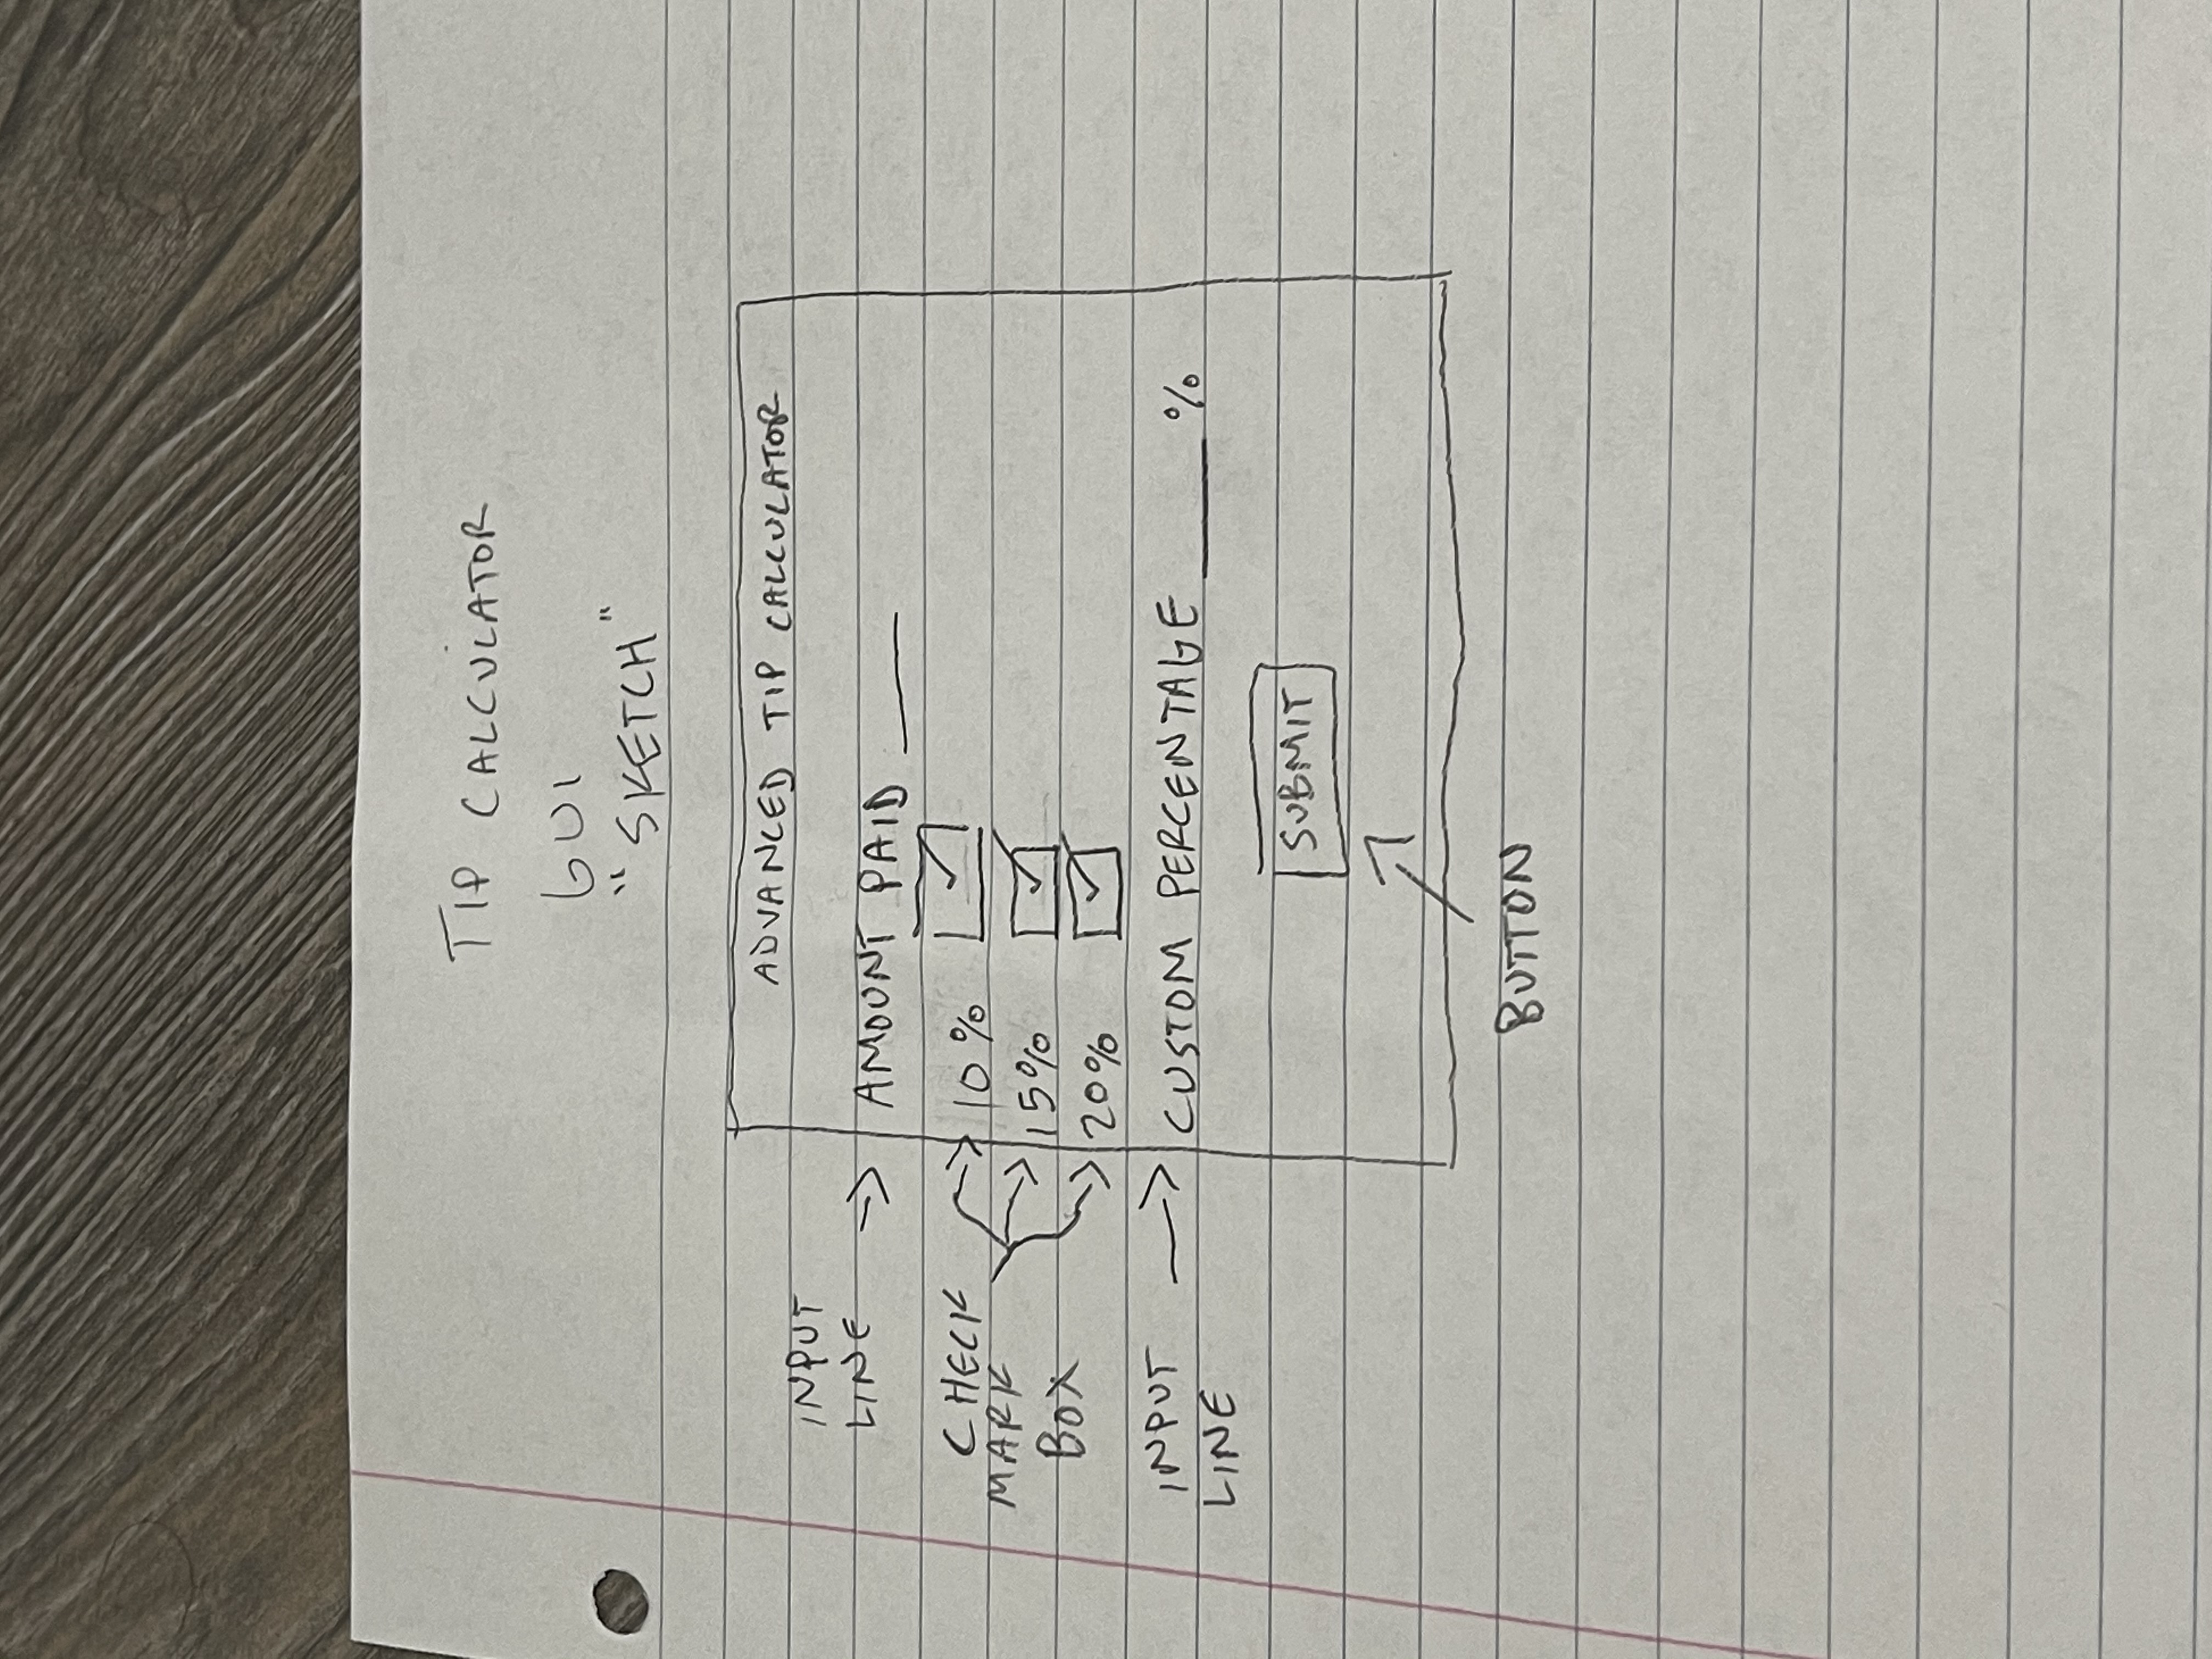 TIP CALCULATOR
GUI
"SKETCH"
ADVANCED TIP CALCULATOR
INPUT
LINE
AMOUNT PAID
CHECK
MARK
BOX
10%
15%
20%
INPUT
LINE
CUSTOM PERCENTAGE ____ %
SUBMIT
BUTTON